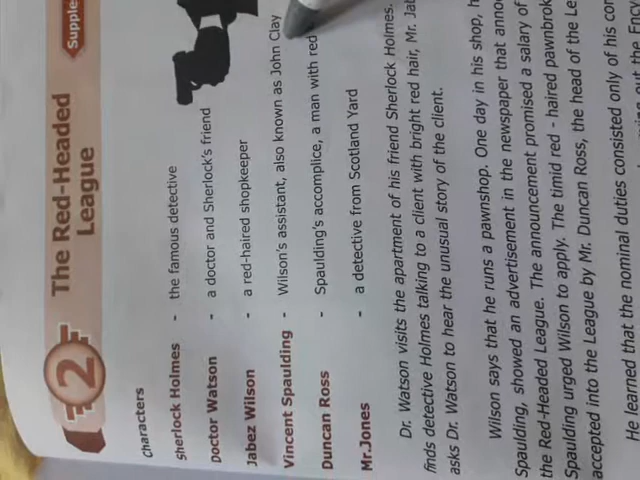 Supple
2
The Red-Headed
League
Characters
Sherlock Holmes - the famous detective
Doctor Watson - a doctor and Sherlock's friend
Jabez Wilson - a red-haired shopkeeper
Vincent Spaulding - Wilson's assistant, also known as John Clay
Duncan Ross - Spaulding's accomplice, a man with red
Mr.Jones - a detective from Scotland Yard
Dr. Watson visits the apartment of his friend Sherlock Holmes.
finds detective Holmes talking to a client with bright red hair, Mr. Jab
asks Dr. Watson to hear the unusual story of the client.
Wilson says that he runs a pawnshop. One day in his shop, h
Spaulding, showed an advertisement in the newspaper that anno
the Red-Headed League. The announcement promised a salary of
Spaulding urged Wilson to apply. The timid red - haired pawnbrok
accepted into the League by Mr. Duncan Ross, the head of the Le
He learned that the nominal duties consisted only of his con
out the Ency